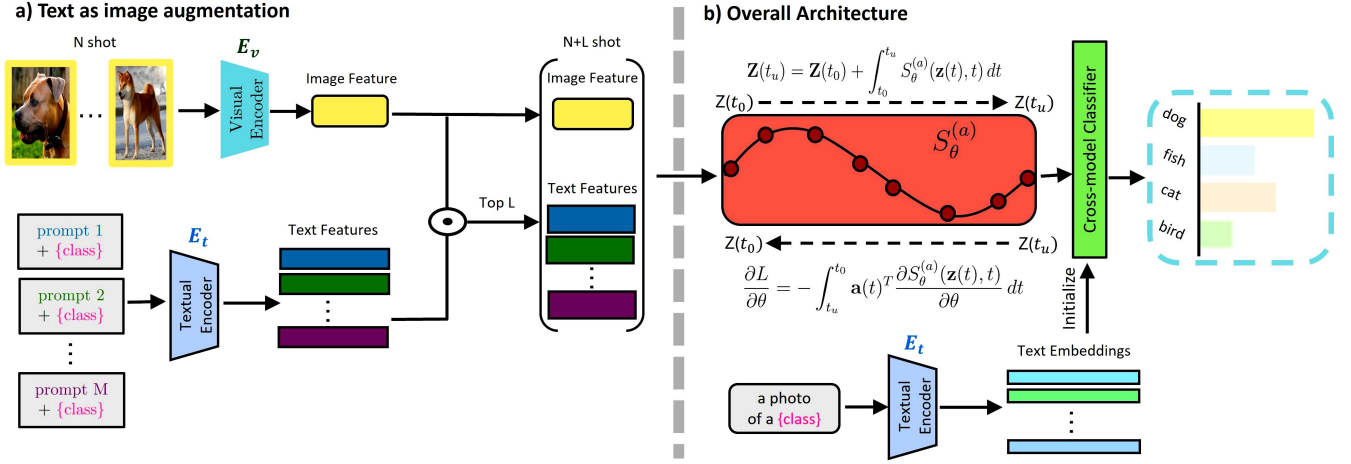 a) Text as image augmentation
N shot
E_v
Visual
Encoder
Image Feature
N+L shot
Image Feature
Text Features
Top L
prompt 1
+ {class}
prompt 2
+ {class}
prompt M
+ {class}
E_t
Textual
Encoder
Text Features
b) Overall Architecture
Z(t_u) = Z(t_0) + ∫_{t_0}^{t_u} S_θ^{(a)}(z(t), t) dt
Z(t_0)
Z(t_u)
S_θ^{(a)}
Z(t_0)
Z(t_u)
∂L/∂θ = − ∫_{t_u}^{t_0} a(t)^T ∂S_θ^{(a)}(z(t), t)/∂θ dt
Cross-model Classifier
Initialize
dog
fish
cat
bird
a photo
of a {class}
E_t
Textual
Encoder
Text Embeddings